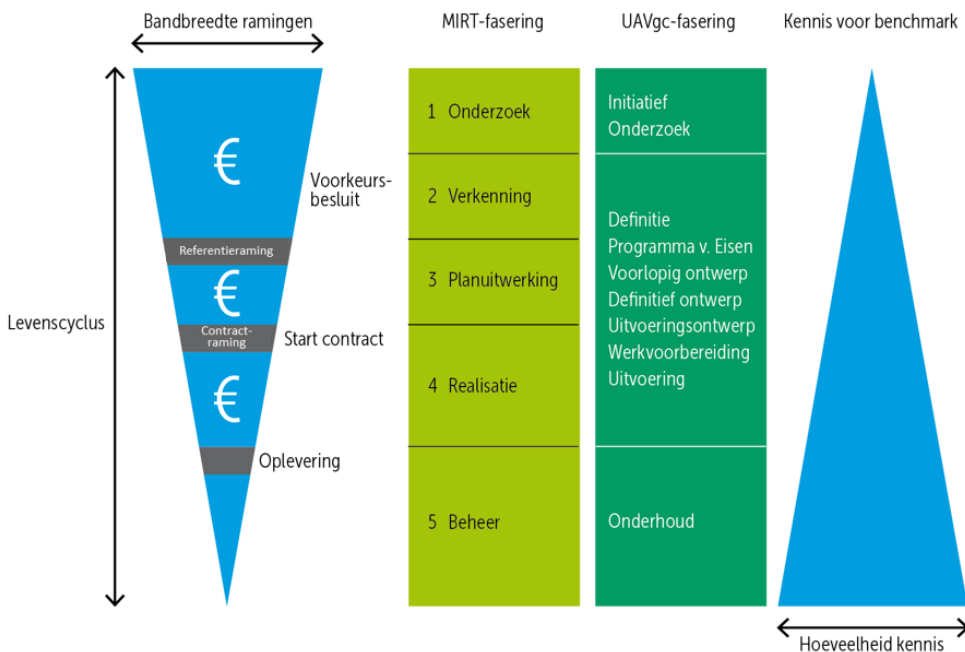 Bandbreedte ramingen
MIRT-fasering
UAVgc-fasering
Kennis voor benchmark
Levenscyclus
€
Voorkeurs-
besluit
Referentieraming
€
Contract-
raming
Start contract
€
Oplevering
1 Onderzoek
2 Verkenning
3 Planuitwerking
4 Realisatie
5 Beheer
Initiatief
Onderzoek
Definitie
Programma v. Eisen
Voorlopig ontwerp
Definitief ontwerp
Uitvoeringsontwerp
Werkvoorbereiding
Uitvoering
Onderhoud
Hoeveelheid kennis